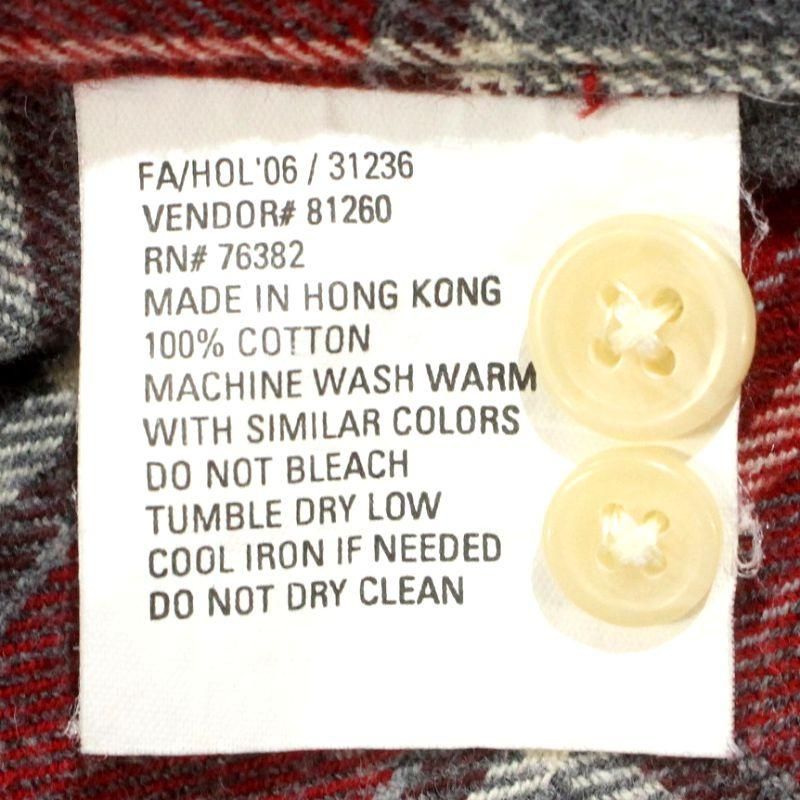 FA/HOL'06 / 31236
VENDOR# 81260
RN# 76382
MADE IN HONG KONG
100% COTTON
MACHINE WASH WARM
WITH SIMILAR COLORS
DO NOT BLEACH
TUMBLE DRY LOW
COOL IRON IF NEEDED
DO NOT DRY CLEAN